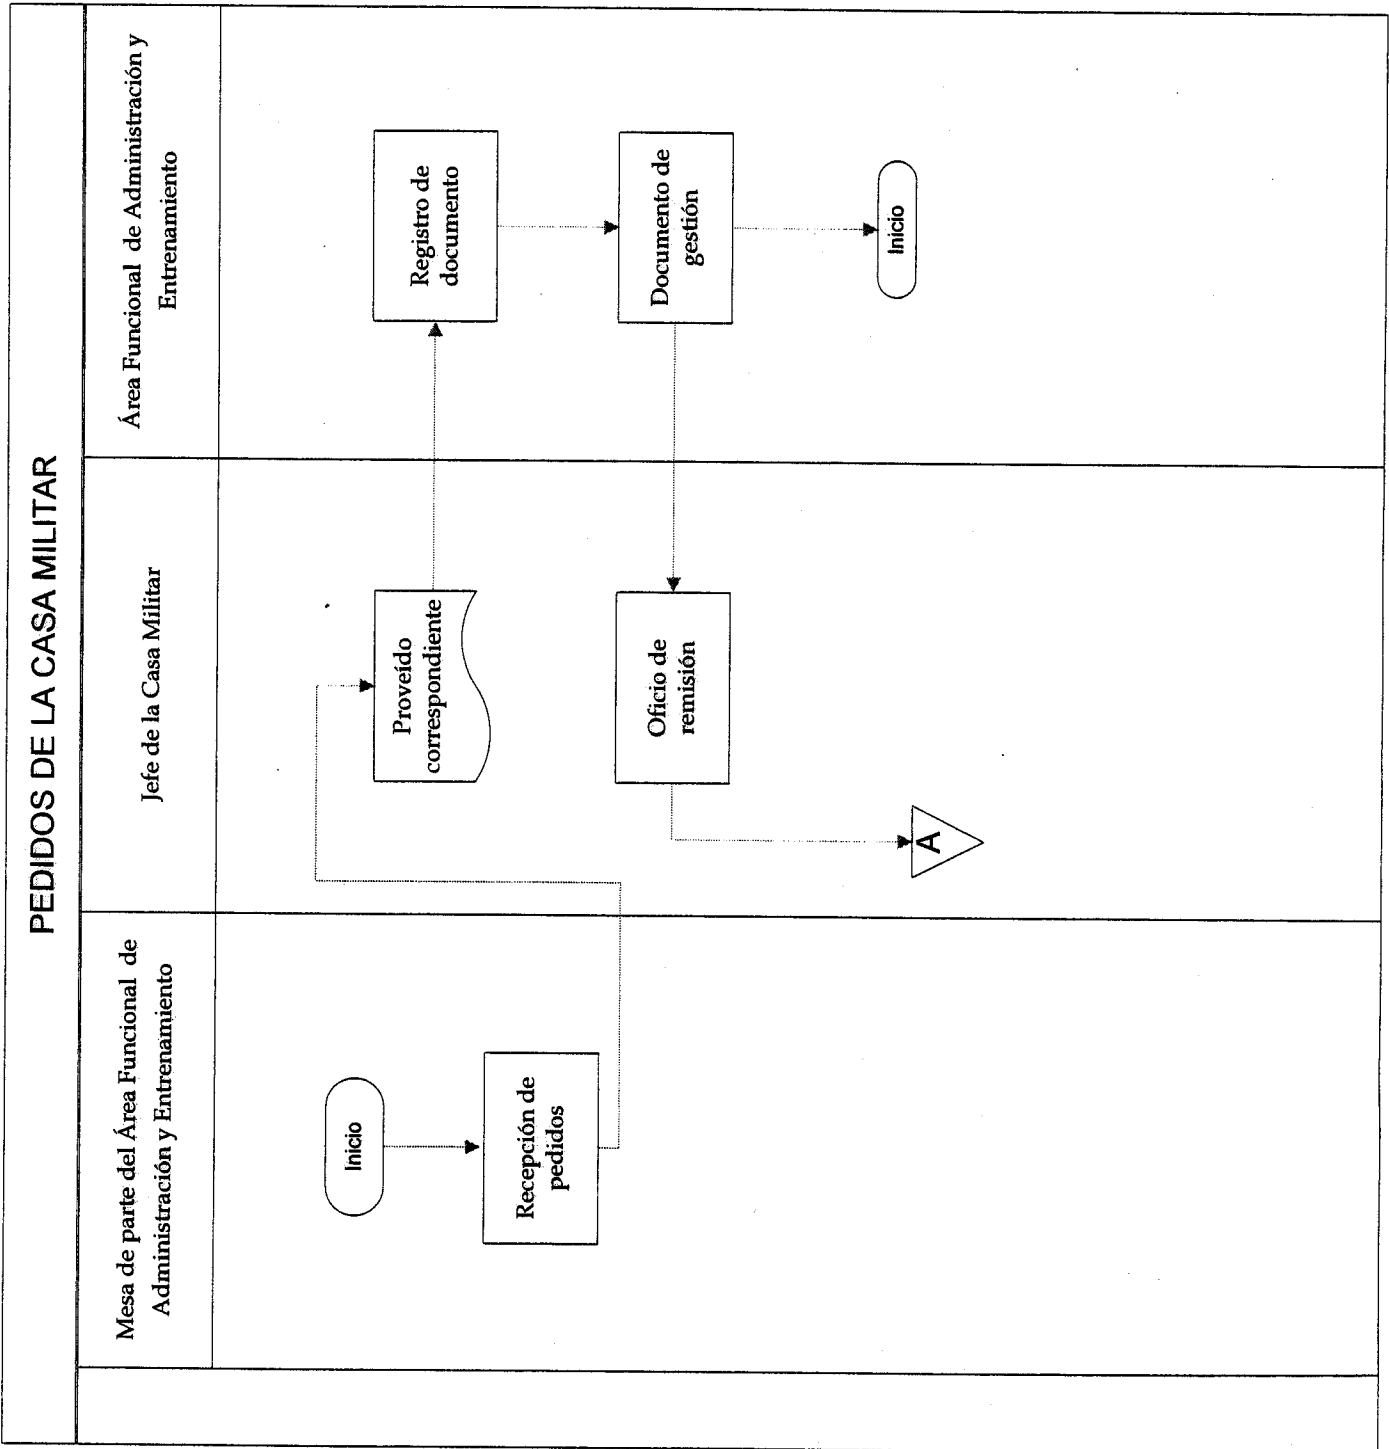 PEDIDOS DE LA CASA MILITAR
Mesa de parte del Área Funcional de
Administración y Entrenamiento
Jefe de la Casa Militar
Área Funcional de Administración y
Entrenamiento
Inicio
Recepción de
pedidos
Proveído
correspondiente
Registro de
documento
Documento de
gestión
Oficio de
remisión
A
Inicio